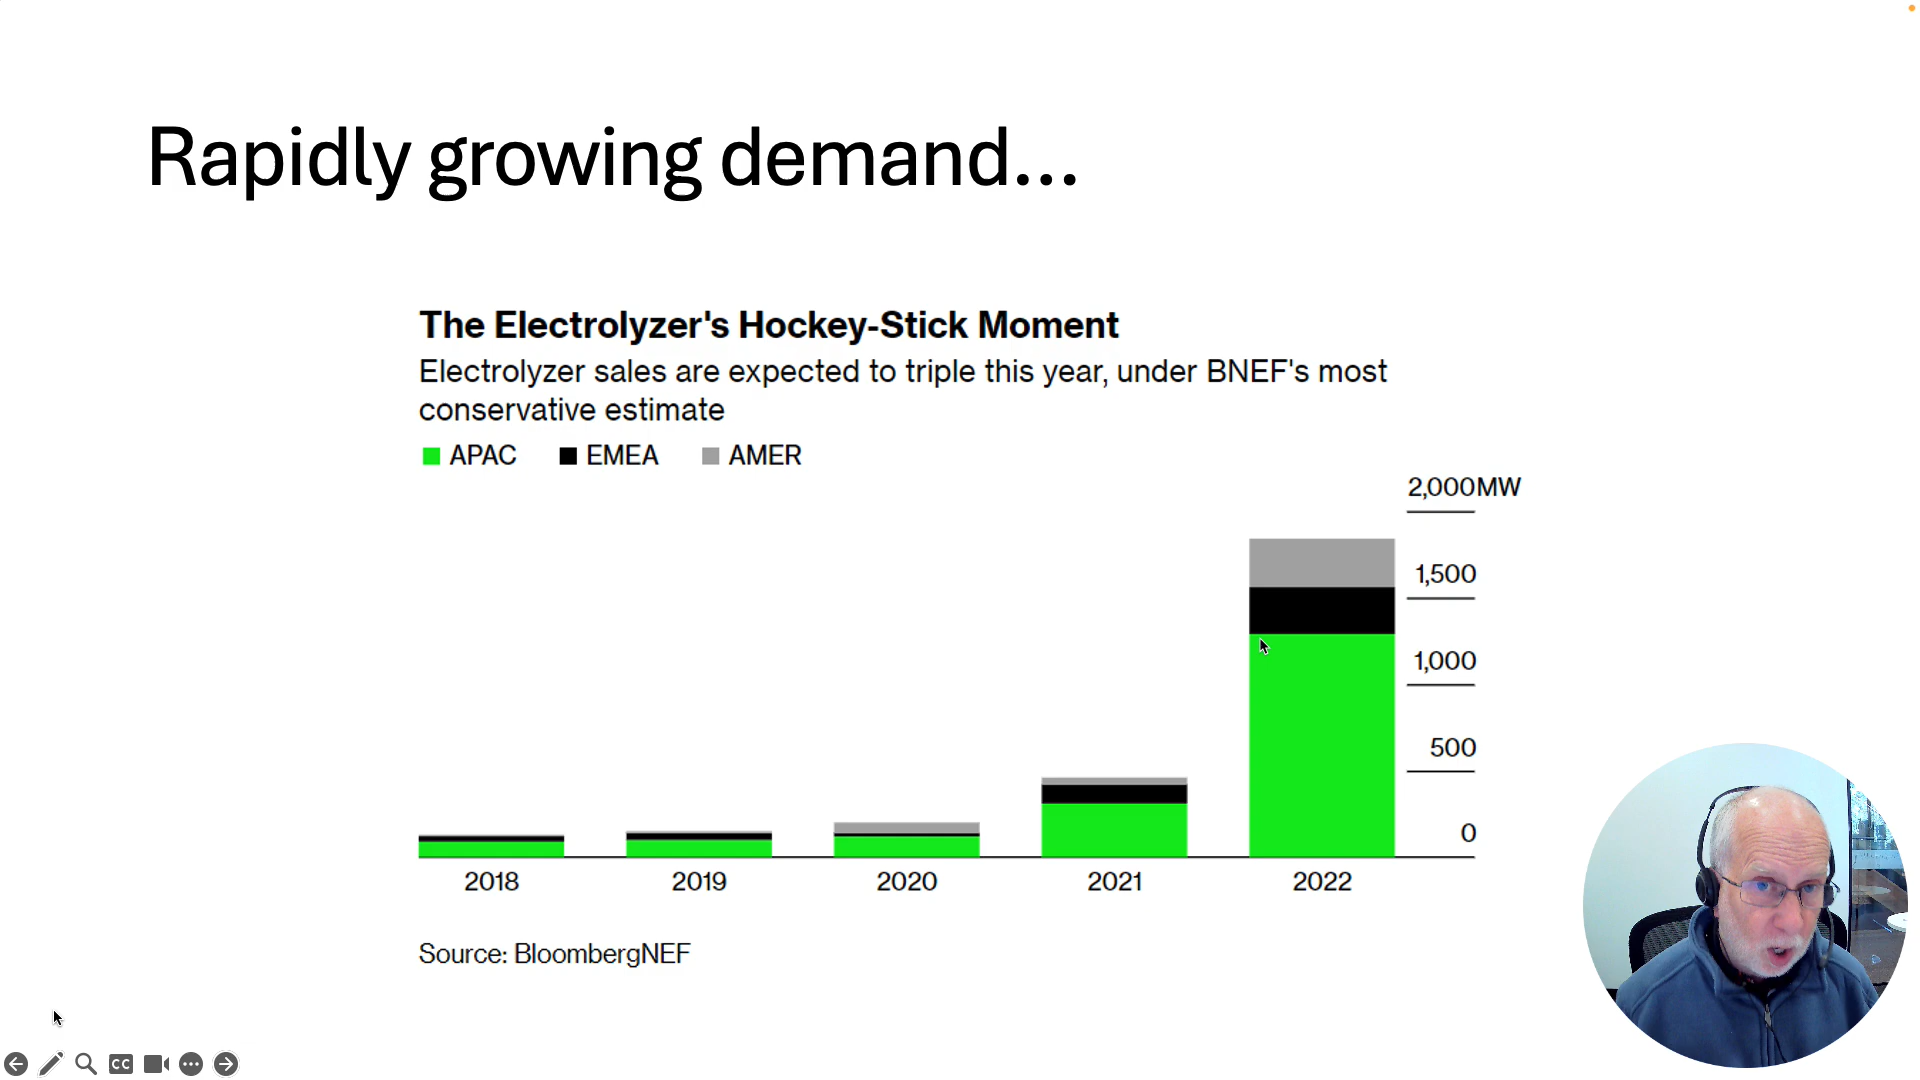 Rapidly growing demand...
The Electrolyzer's Hockey-Stick Moment
Electrolyzer sales are expected to triple this year, under BNEF's most
conservative estimate
APAC EMEA AMER
2,000MW
1,500
1,000
500
0
2018 2019 2020 2021 2022
Source: BloombergNEF
CC